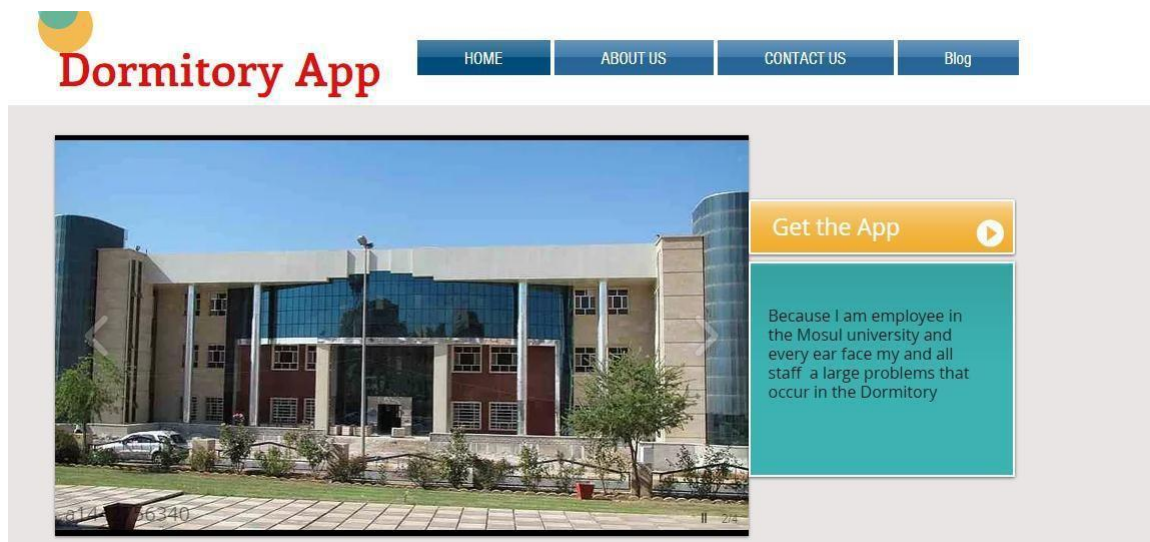 Dormitory App
HOME
ABOUT US
CONTACT US
Blog
Get the App
Because I am employee in
the Mosul university and
every ear face my and all
staff a large problems that
occur in the Dormitory
2/4